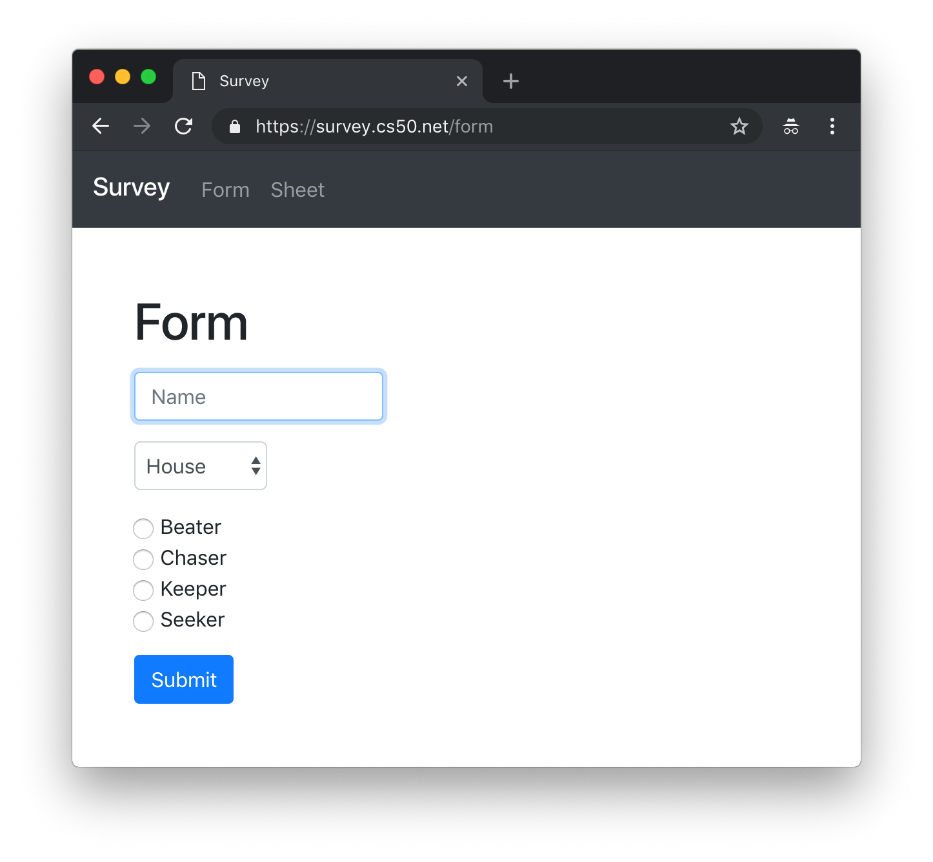 Survey
https://survey.cs50.net/form
Survey Form Sheet
Form
Name
House
Beater
Chaser
Keeper
Seeker
Submit